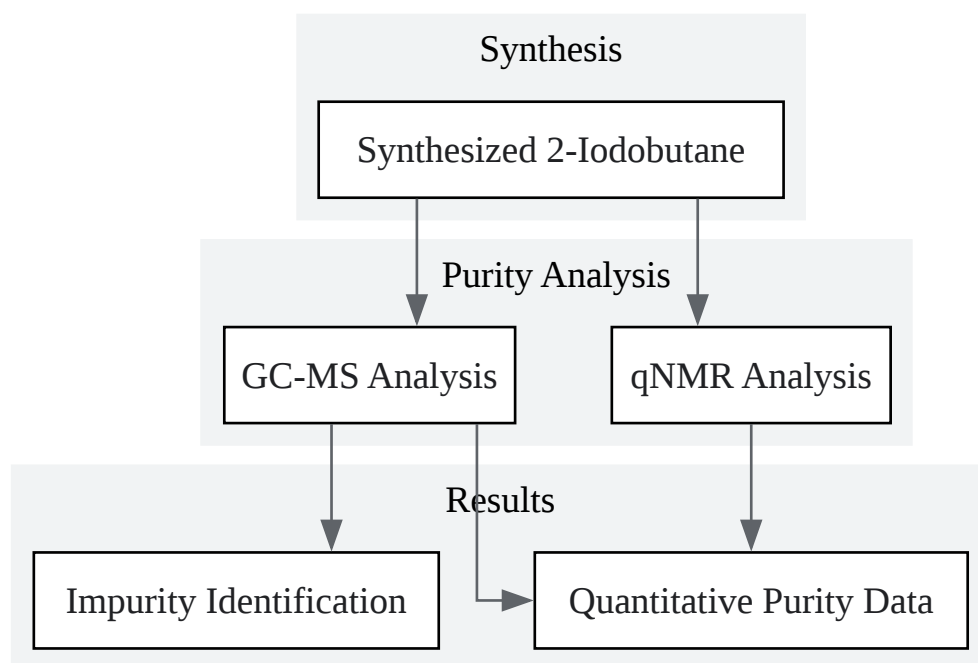 Synthesis
Synthesized 2-Iodobutane
Purity Analysis
GC-MS Analysis
qNMR Analysis
Results
Impurity Identification
Quantitative Purity Data